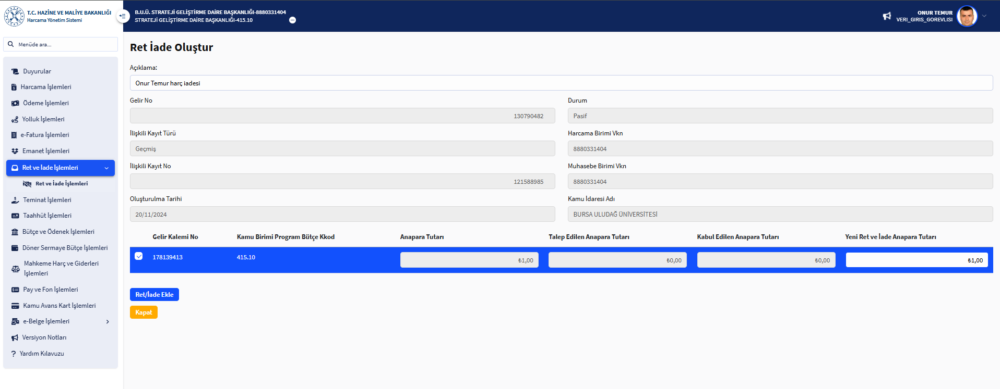 T.C. HAZİNE VE MALİYE BAKANLIĞI
Harcama Yönetim Sistemi
B.U.Ü. STRATEJİ GELİŞTİRME DAİRE BAŞKANLIĞI-8880331404
STRATEJİ GELİŞTİRME DAİRE BAŞKANLIĞI-415.10
ONUR TEMUR
VERI_GIRIS_GOREVLISI
Menüde ara...
Duyurular
Harcama İşlemleri
Ödeme İşlemleri
Yolluk İşlemleri
e-Fatura İşlemleri
Emanet İşlemleri
Ret ve İade İşlemleri
Ret ve İade İşlemleri
Teminat İşlemleri
Taahhüt İşlemleri
Bütçe ve Ödenek İşlemleri
Döner Sermaye Bütçe İşlemleri
Mahkeme Harç ve Giderleri
İşlemleri
Pay ve Fon İşlemleri
Kamu Avans Kart İşlemleri
e-Belge İşlemleri
Versiyon Notları
Yardım Kılavuzu
Ret İade Oluştur
Açıklama:
Onur Temur harç iadesi
Gelir No
130790482
Durum
Pasif
İlişkili Kayıt Türü
Geçmiş
Harcama Birimi Vkn
8880331404
İlişkili Kayıt No
121588985
Muhasebe Birimi Vkn
8880331404
Oluşturulma Tarihi
20/11/2024
Kamu İdaresi Adı
BURSA ULUDAĞ ÜNİVERSİTESİ
Gelir Kalemi No Kamu Birimi Program Bütçe Kkod Anapara Tutarı Talep Edilen Anapara Tutarı Kabul Edilen Anapara Tutarı Yeni Ret ve İade Anapara Tutarı
178139413 415.10 ₺1,00 ₺0,00 ₺0,00 ₺1,00
Ret/İade Ekle
Kapat